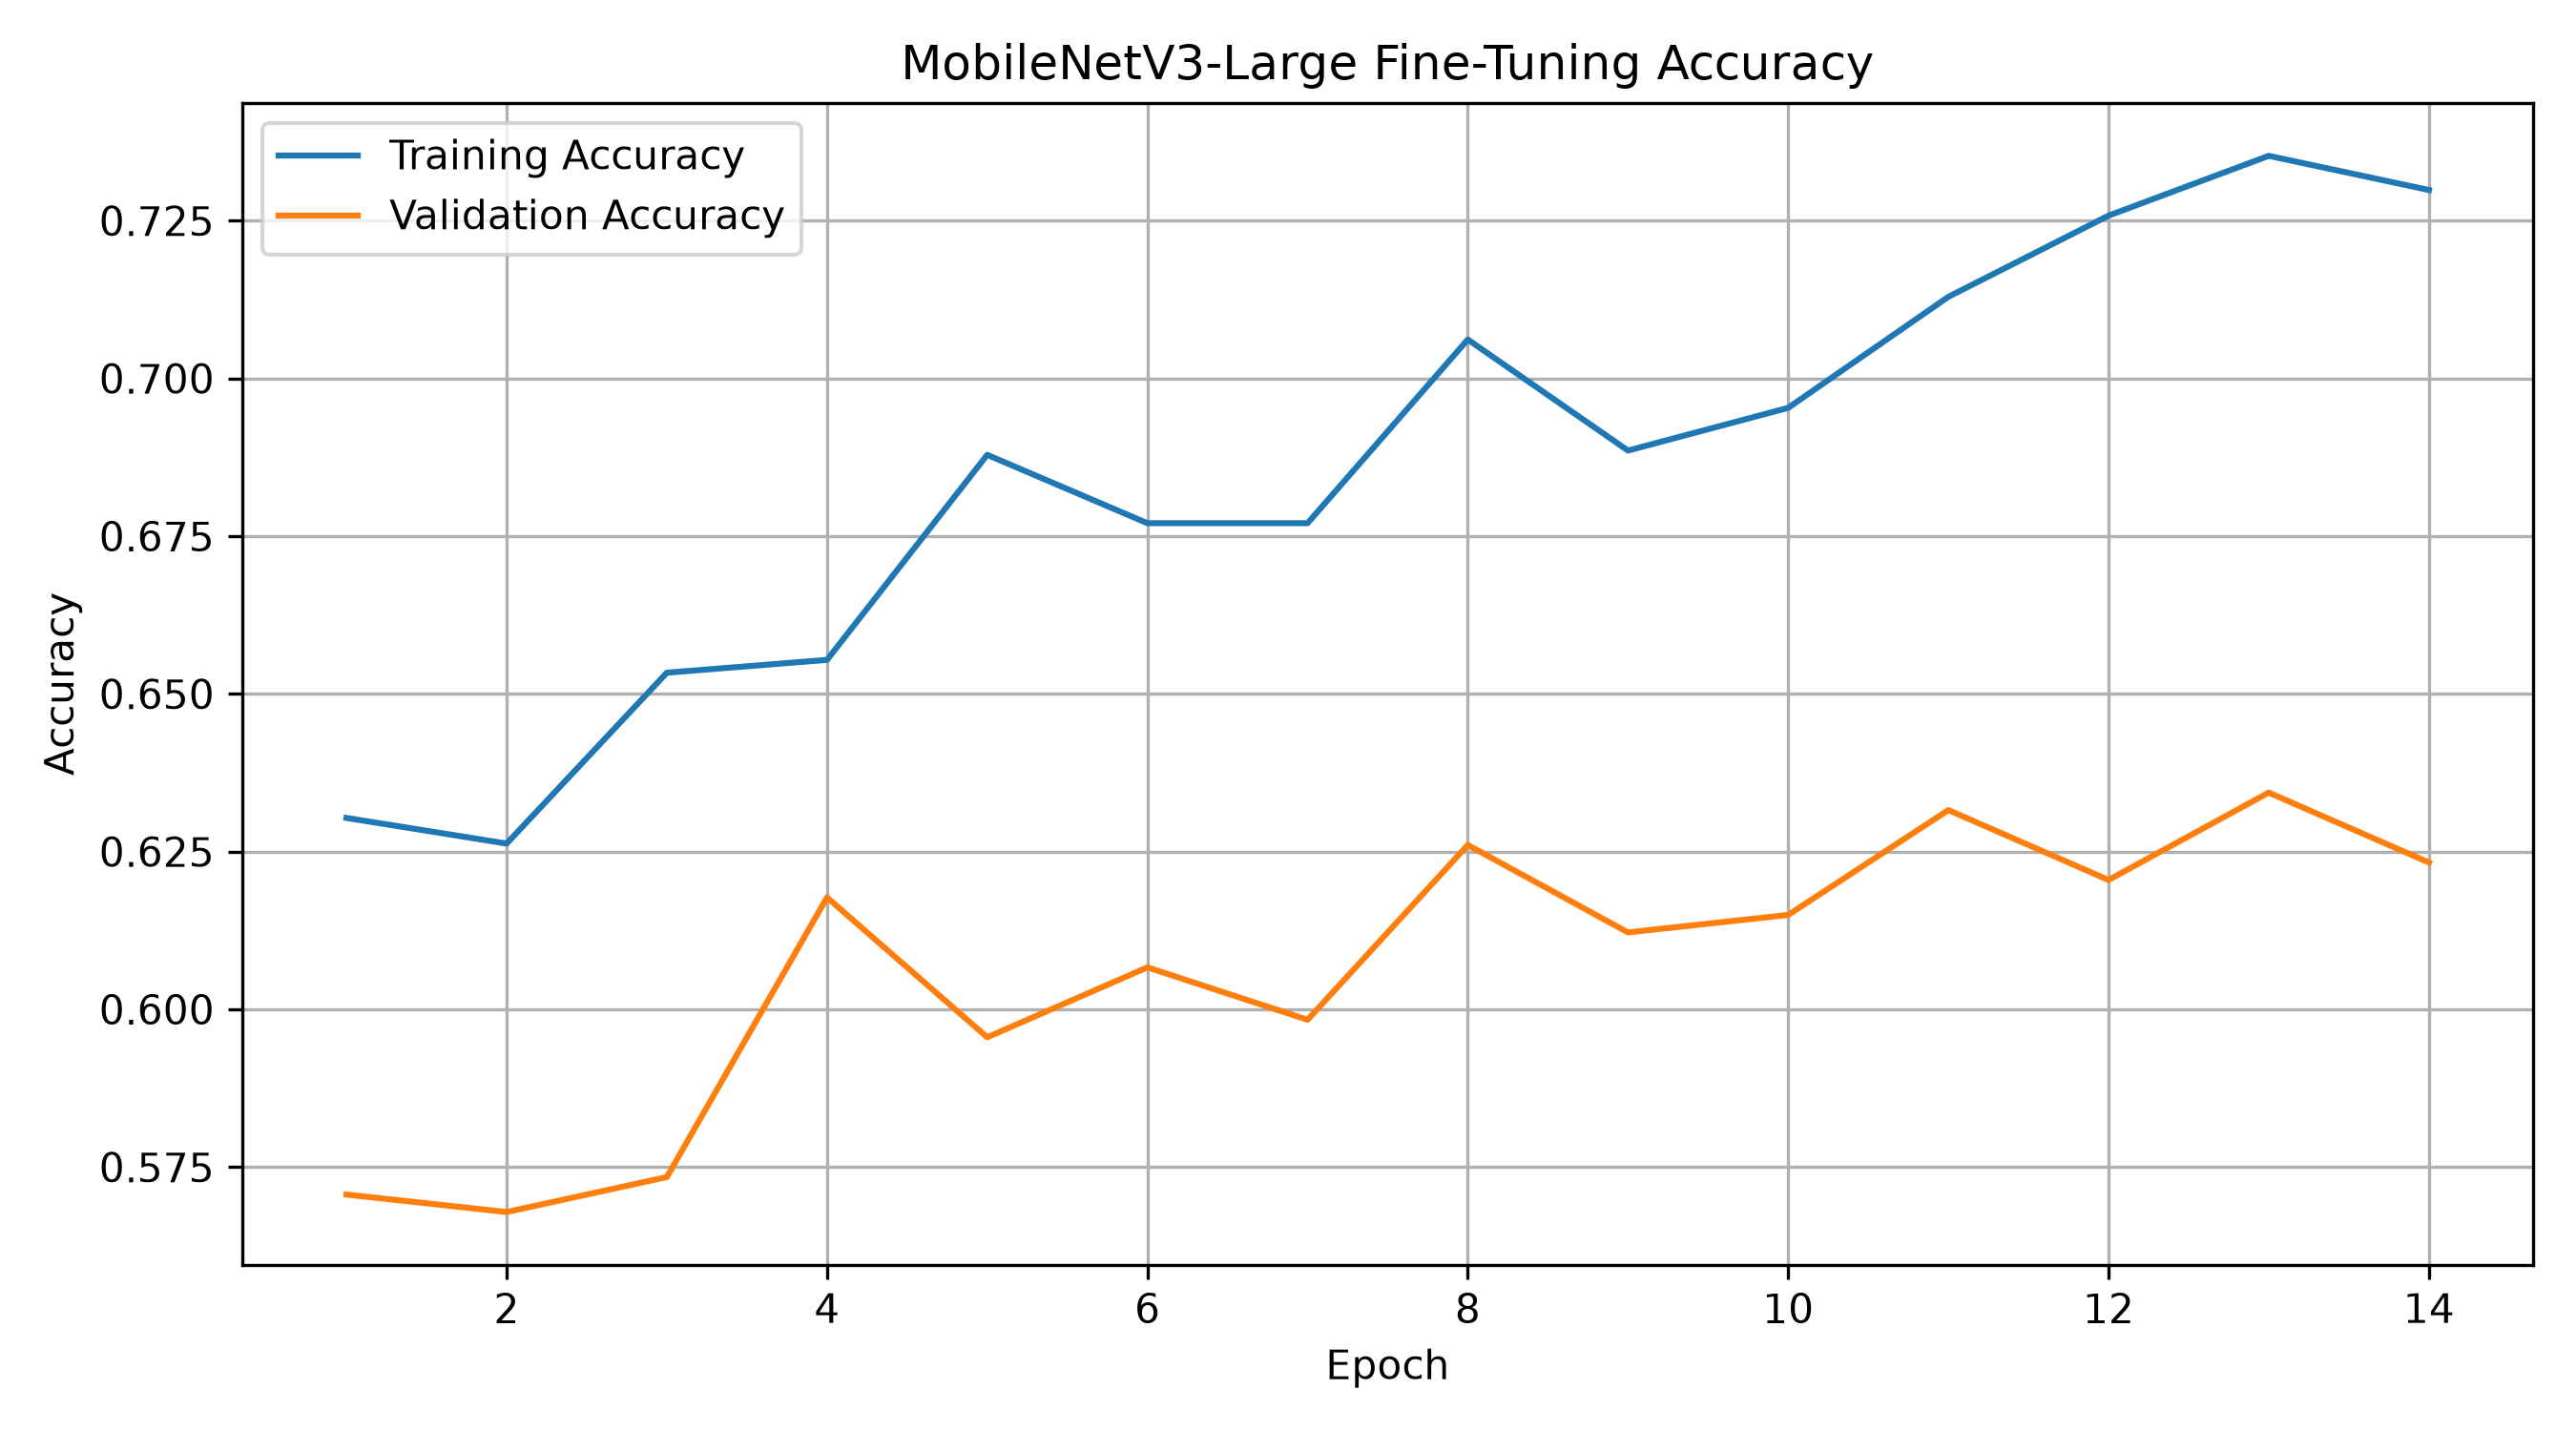 MobileNetV3-Large Fine-Tuning Accuracy
Training Accuracy
Validation Accuracy
0.725
0.700
0.675
0.650
0.625
0.600
0.575
Accuracy
2 4 6 8 10 12 14
Epoch